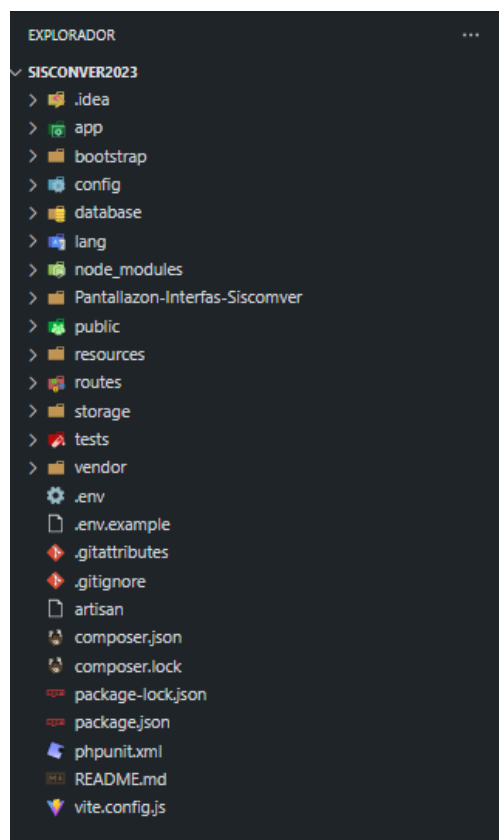 EXPLORADOR ...
SISCONVER2023
.idea
app
bootstrap
config
database
lang
node_modules
Pantallazon-Interfas-Siscomver
public
resources
routes
storage
tests
vendor
.env
.env.example
.gitattributes
.gitignore
artisan
composer.json
composer.lock
package-lock.json
package.json
phpunit.xml
README.md
vite.config.js